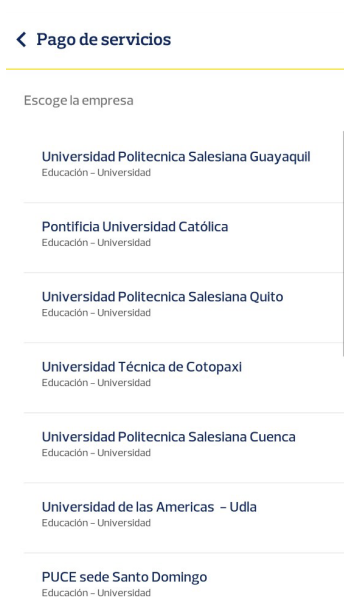 Pago de servicios
Escoge la empresa
Universidad Politecnica Salesiana Guayaquil
Educación – Universidad
Pontificia Universidad Católica
Educación – Universidad
Universidad Politecnica Salesiana Quito
Educación – Universidad
Universidad Técnica de Cotopaxi
Educación – Universidad
Universidad Politecnica Salesiana Cuenca
Educación – Universidad
Universidad de las Americas – Udla
Educación – Universidad
PUCE sede Santo Domingo
Educación – Universidad